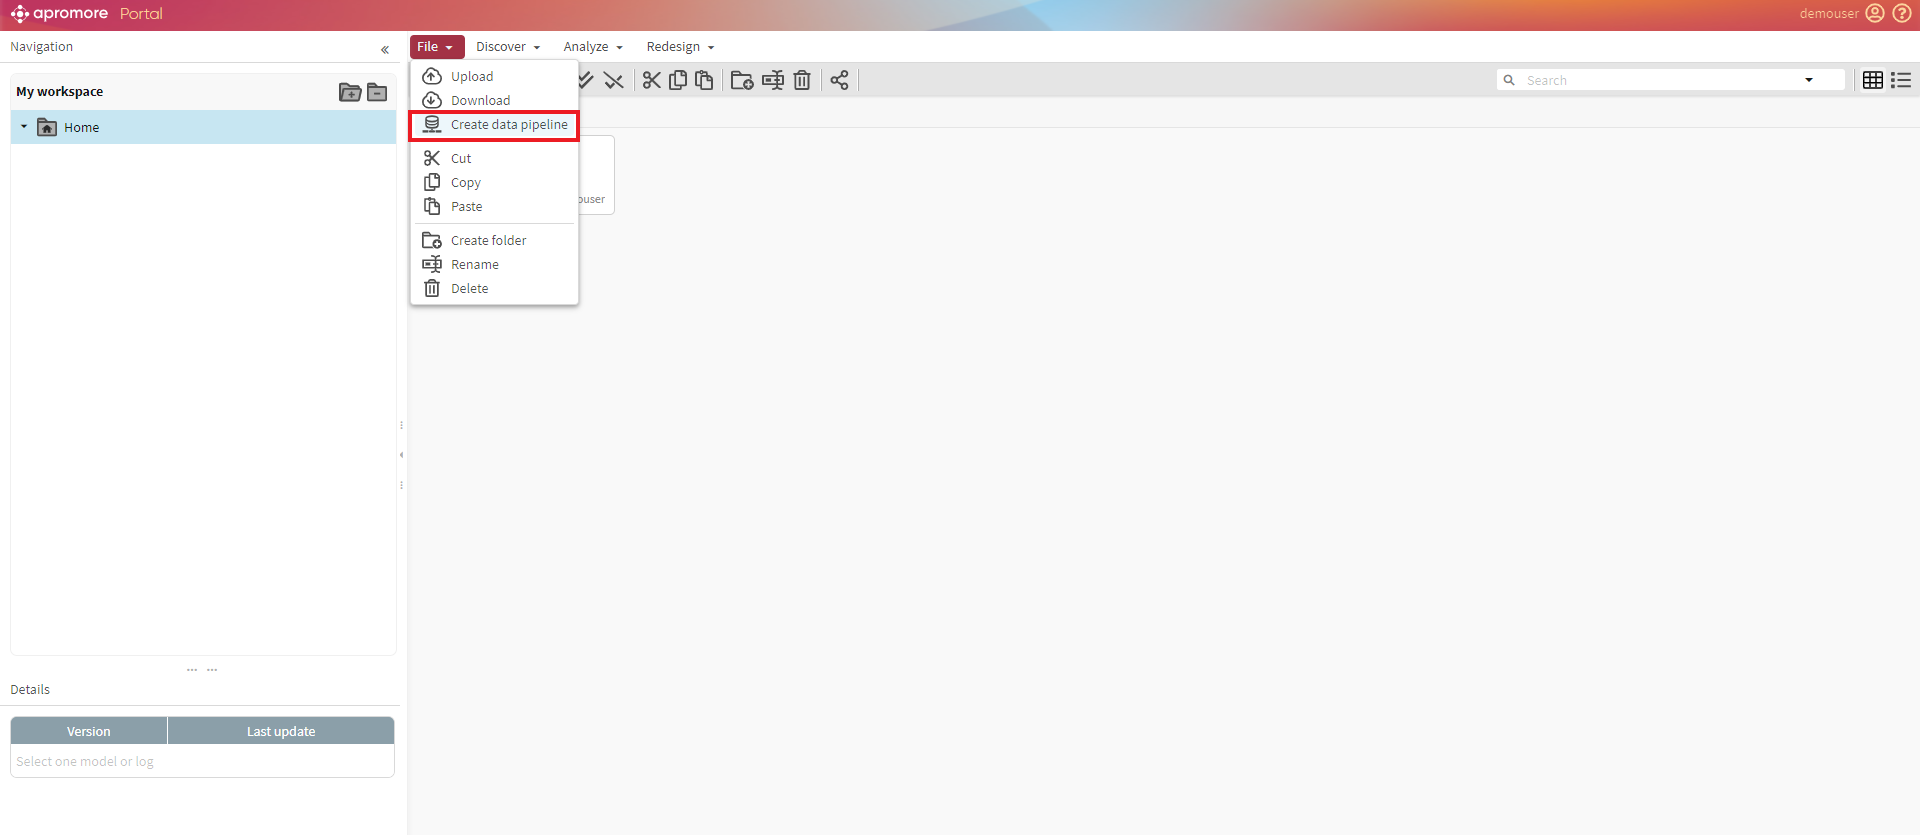 apromore Portal
demouser
Navigation
File
Discover
Analyze
Redesign
Search
My workspace
Home
Upload
Download
Create data pipeline
Cut
Copy
Paste
Create folder
Rename
Delete
Details
Version Last update
Select one model or log